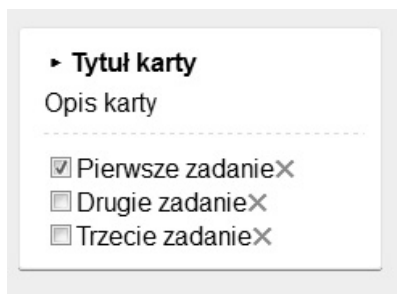 Tytuł karty
Opis karty
Pierwsze zadanie
Drugie zadanie
Trzecie zadanie